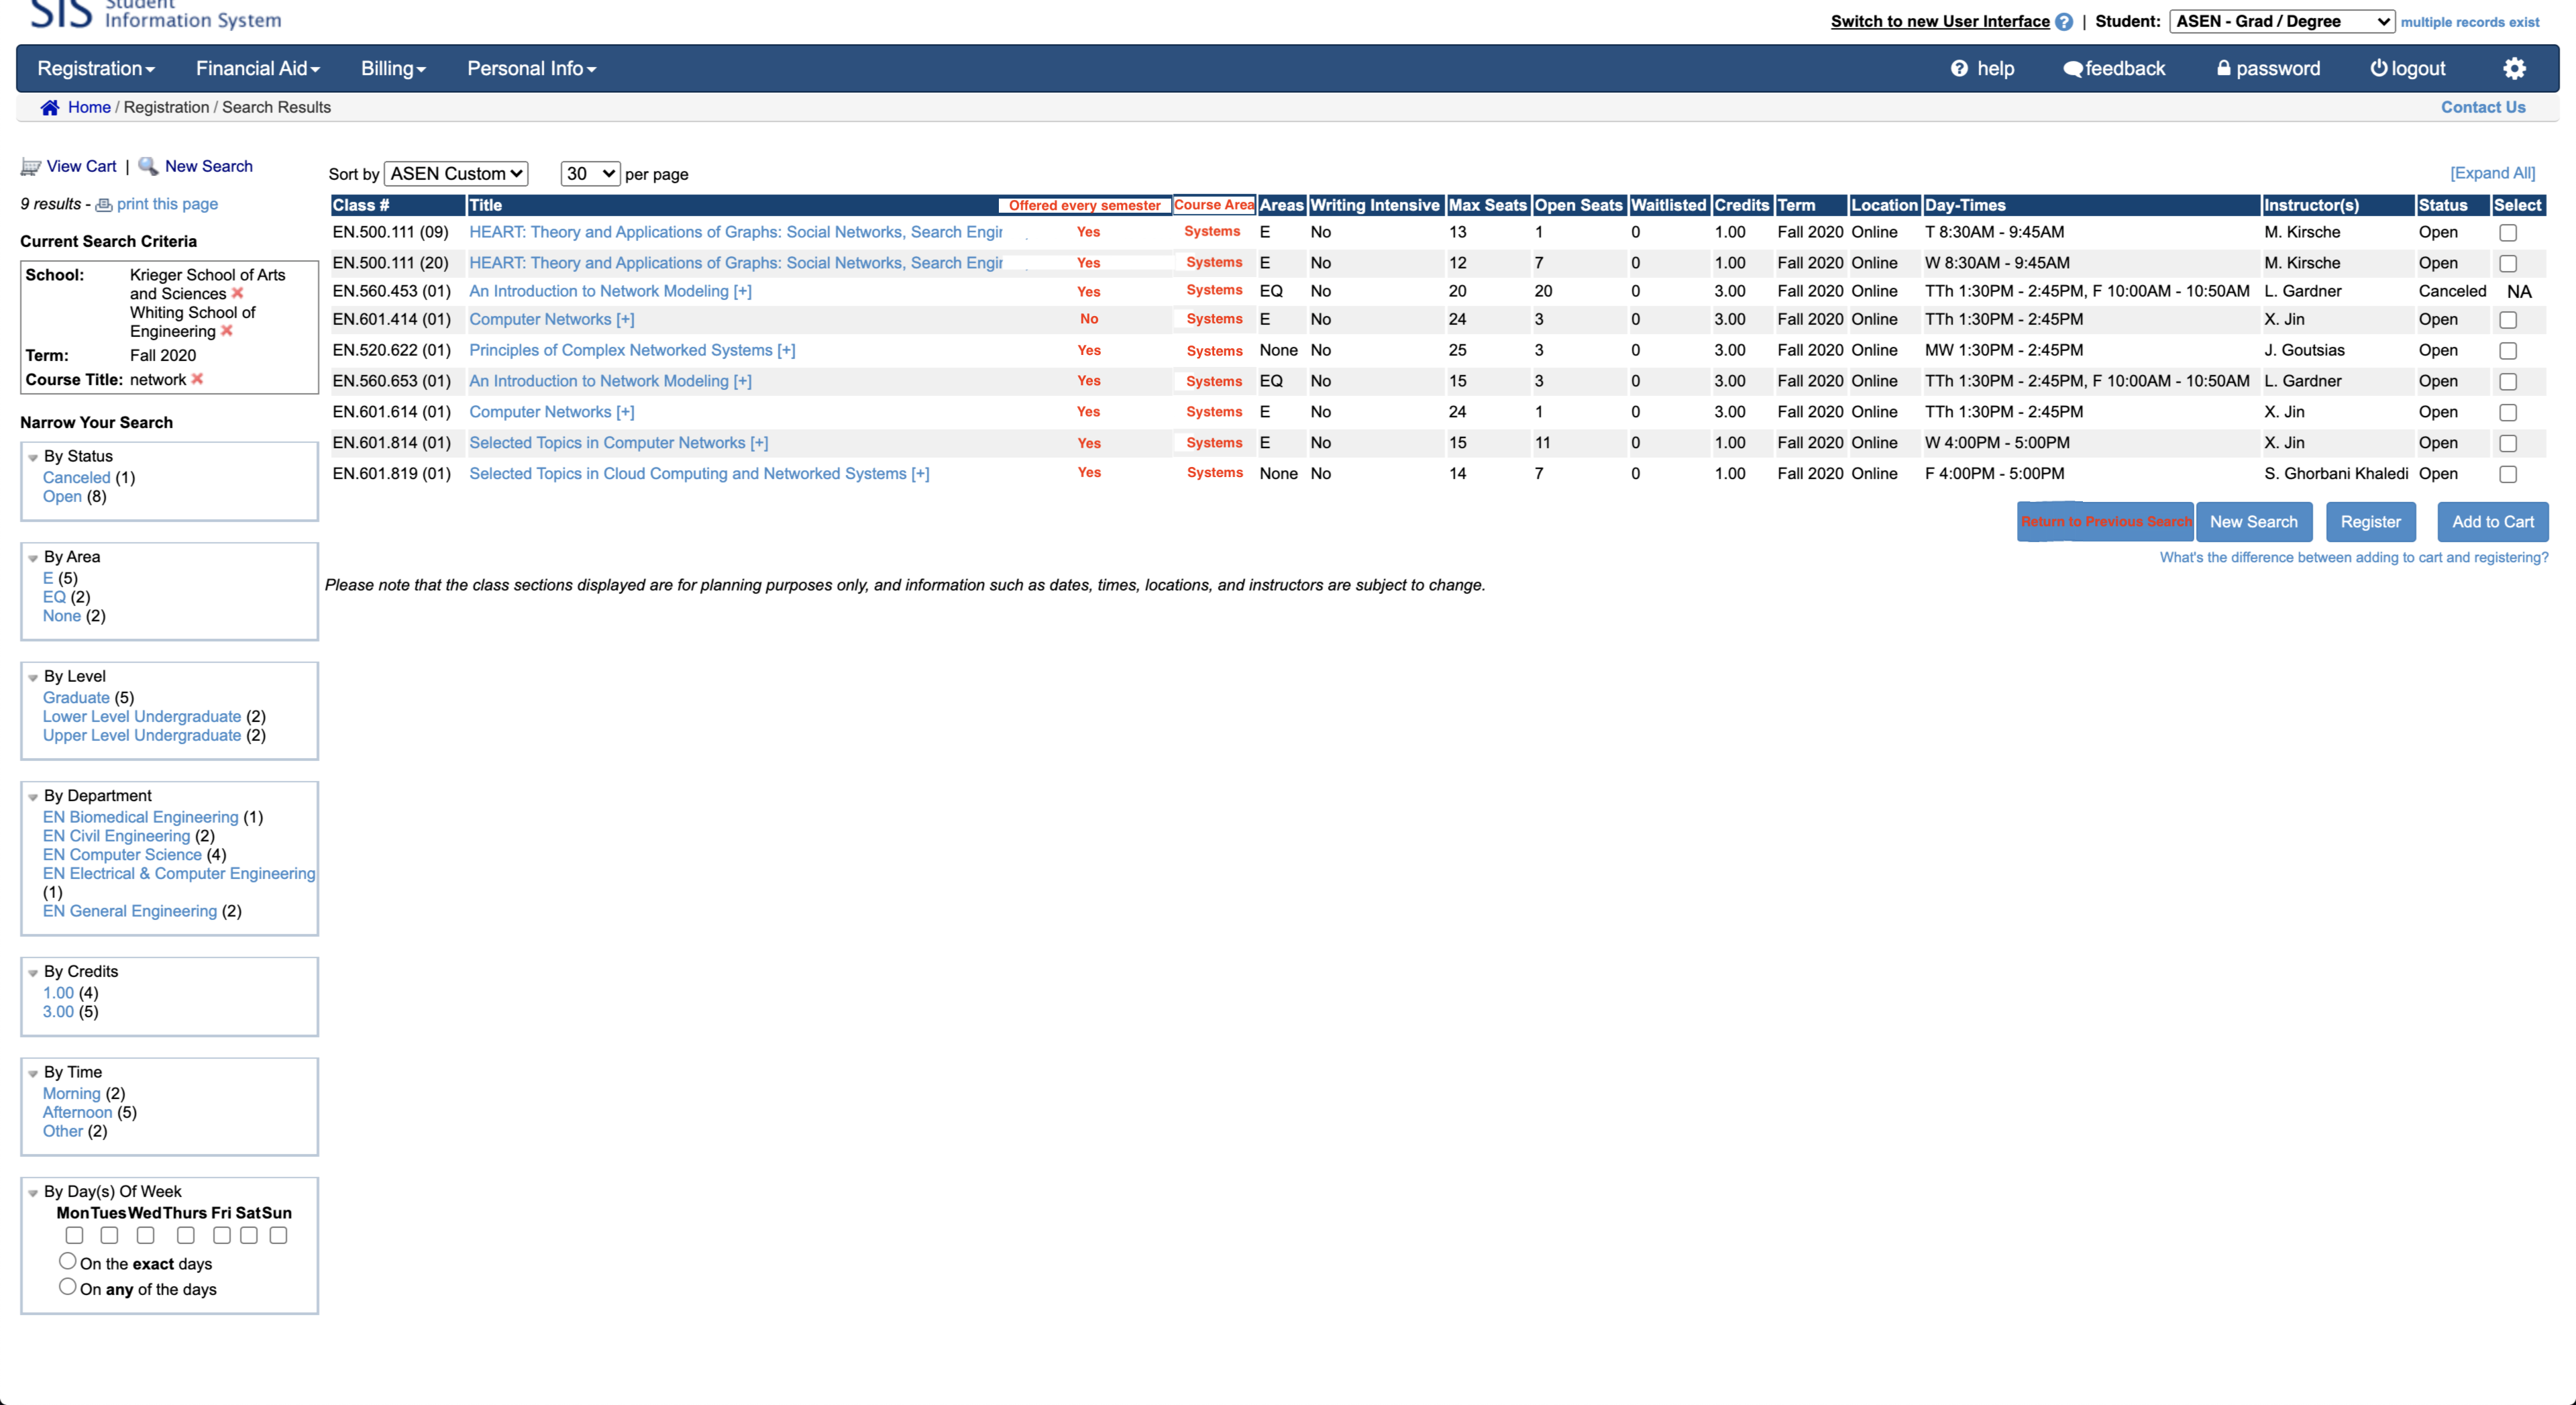 SIS Student
Information System
Switch to new User Interface ? | Student: ASEN - Grad / Degree multiple records exist
Registration Financial Aid Billing Personal Info ? help feedback password logout
Home / Registration / Search Results Contact Us
View Cart | New Search
Sort by ASEN Custom 30 per page [Expand All]
9 results - print this page
Current Search Criteria
School: Krieger School of Arts
and Sciences
Whiting School of
Engineering
Term: Fall 2020
Course Title: network
Narrow Your Search
By Status
Canceled (1)
Open (8)
By Area
E (5)
EQ (2)
None (2)
By Level
Graduate (5)
Lower Level Undergraduate (2)
Upper Level Undergraduate (2)
By Department
EN Biomedical Engineering (1)
EN Civil Engineering (2)
EN Computer Science (4)
EN Electrical & Computer Engineering
(1)
EN General Engineering (2)
By Credits
1.00 (4)
3.00 (5)
By Time
Morning (2)
Afternoon (5)
Other (2)
By Day(s) Of Week
Mon Tues Wed Thurs Fri Sat Sun
On the exact days
On any of the days
Class # Title Offered every semester Course Area Areas Writing Intensive Max Seats Open Seats Waitlisted Credits Term Location Day-Times Instructor(s) Status Select
EN.500.111 (09) HEART: Theory and Applications of Graphs: Social Networks, Search Engir Yes Systems E No 13 1 0 1.00 Fall 2020 Online T 8:30AM - 9:45AM M. Kirsche Open
EN.500.111 (20) HEART: Theory and Applications of Graphs: Social Networks, Search Engir Yes Systems E No 12 7 0 1.00 Fall 2020 Online W 8:30AM - 9:45AM M. Kirsche Open
EN.560.453 (01) An Introduction to Network Modeling [+] Yes Systems EQ No 20 20 0 3.00 Fall 2020 Online TTh 1:30PM - 2:45PM, F 10:00AM - 10:50AM L. Gardner Canceled NA
EN.601.414 (01) Computer Networks [+] No Systems E No 24 3 0 3.00 Fall 2020 Online TTh 1:30PM - 2:45PM X. Jin Open
EN.520.622 (01) Principles of Complex Networked Systems [+] Yes Systems None No 25 3 0 3.00 Fall 2020 Online MW 1:30PM - 2:45PM J. Goutsias Open
EN.560.653 (01) An Introduction to Network Modeling [+] Yes Systems EQ No 15 3 0 3.00 Fall 2020 Online TTh 1:30PM - 2:45PM, F 10:00AM - 10:50AM L. Gardner Open
EN.601.614 (01) Computer Networks [+] Yes Systems E No 24 1 0 3.00 Fall 2020 Online TTh 1:30PM - 2:45PM X. Jin Open
EN.601.814 (01) Selected Topics in Computer Networks [+] Yes Systems E No 15 11 0 1.00 Fall 2020 Online W 4:00PM - 5:00PM X. Jin Open
EN.601.819 (01) Selected Topics in Cloud Computing and Networked Systems [+] Yes Systems None No 14 7 0 1.00 Fall 2020 Online F 4:00PM - 5:00PM S. Ghorbani Khaledi Open
Return to Previous Search New Search Register Add to Cart
What's the difference between adding to cart and registering?
Please note that the class sections displayed are for planning purposes only, and information such as dates, times, locations, and instructors are subject to change.